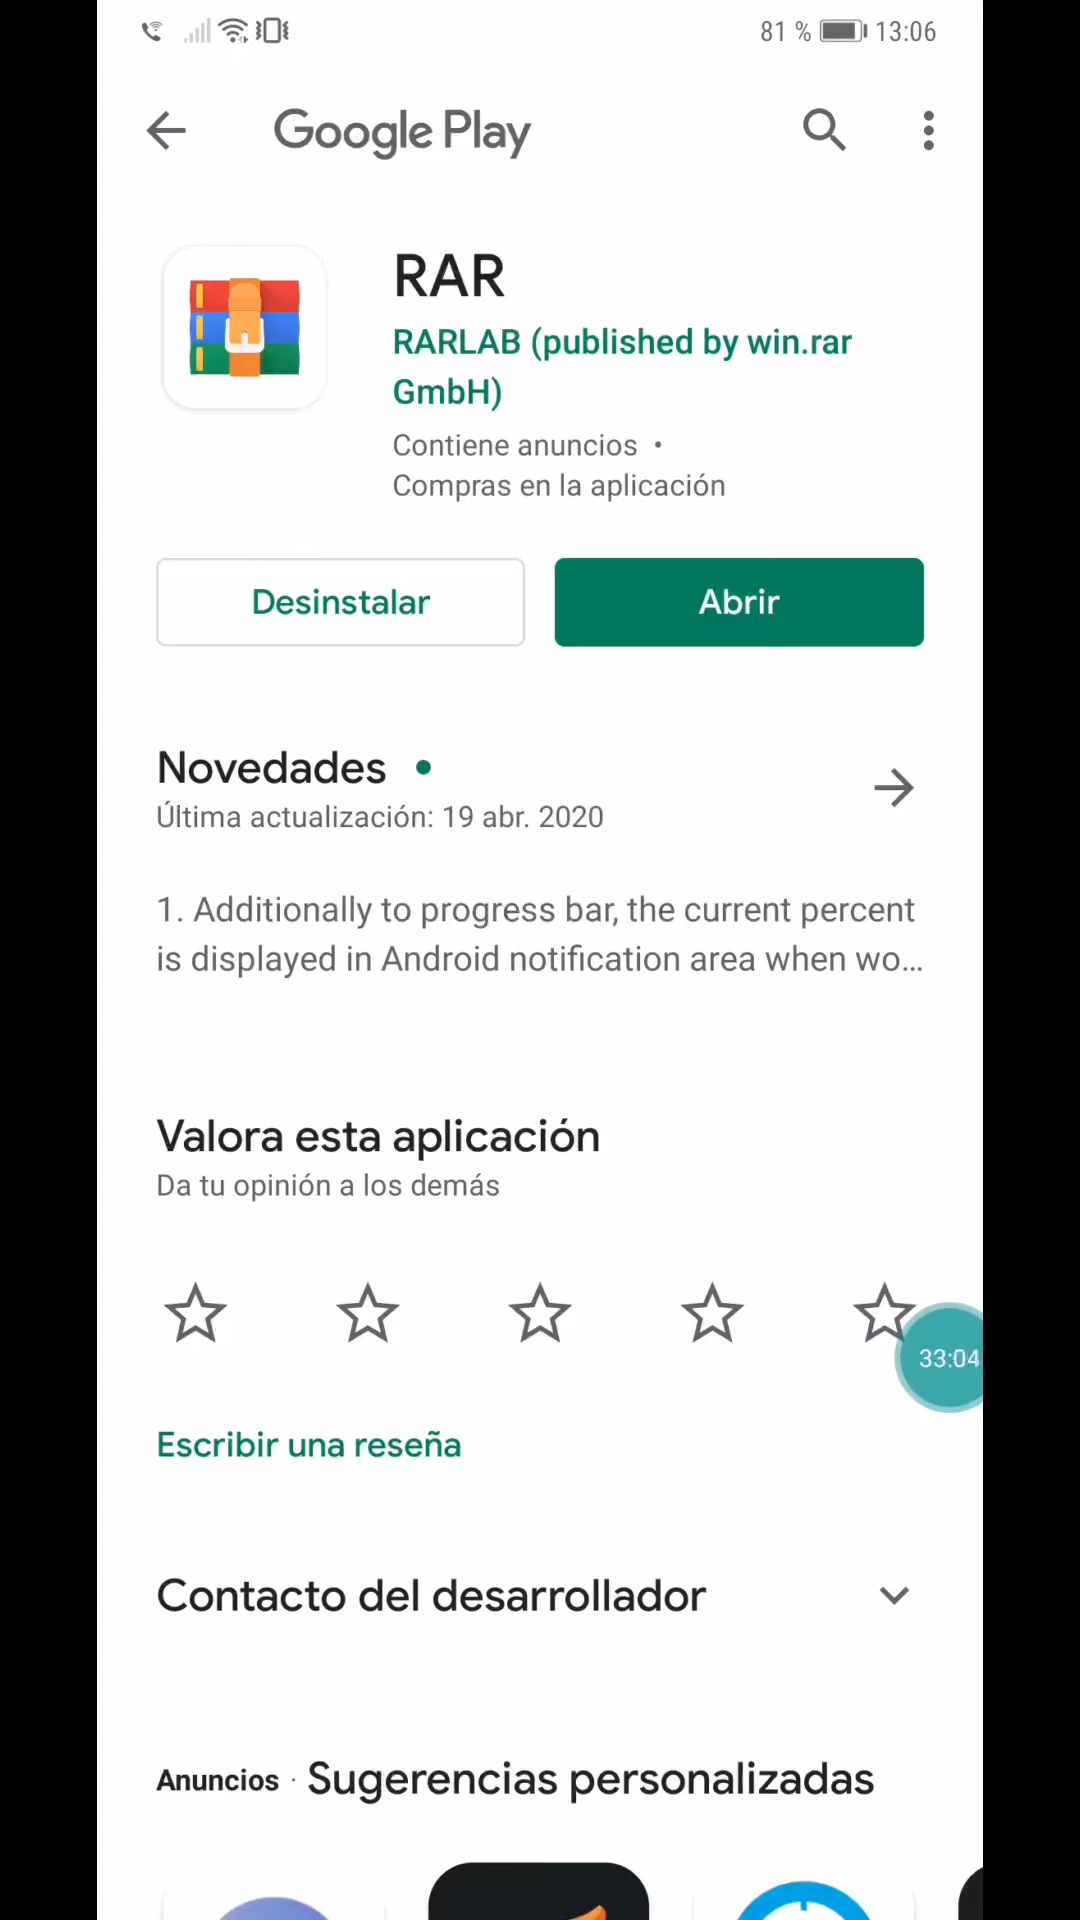 81 % 13:06
Google Play
RAR
RARLAB (published by win.rar
GmbH)
Contiene anuncios •
Compras en la aplicación
Desinstalar
Abrir
Novedades •
Última actualización: 19 abr. 2020
1. Additionally to progress bar, the current percent
is displayed in Android notification area when wo...
Valora esta aplicación
Da tu opinión a los demás
33:04
Escribir una reseña
Contacto del desarrollador
Anuncios · Sugerencias personalizadas